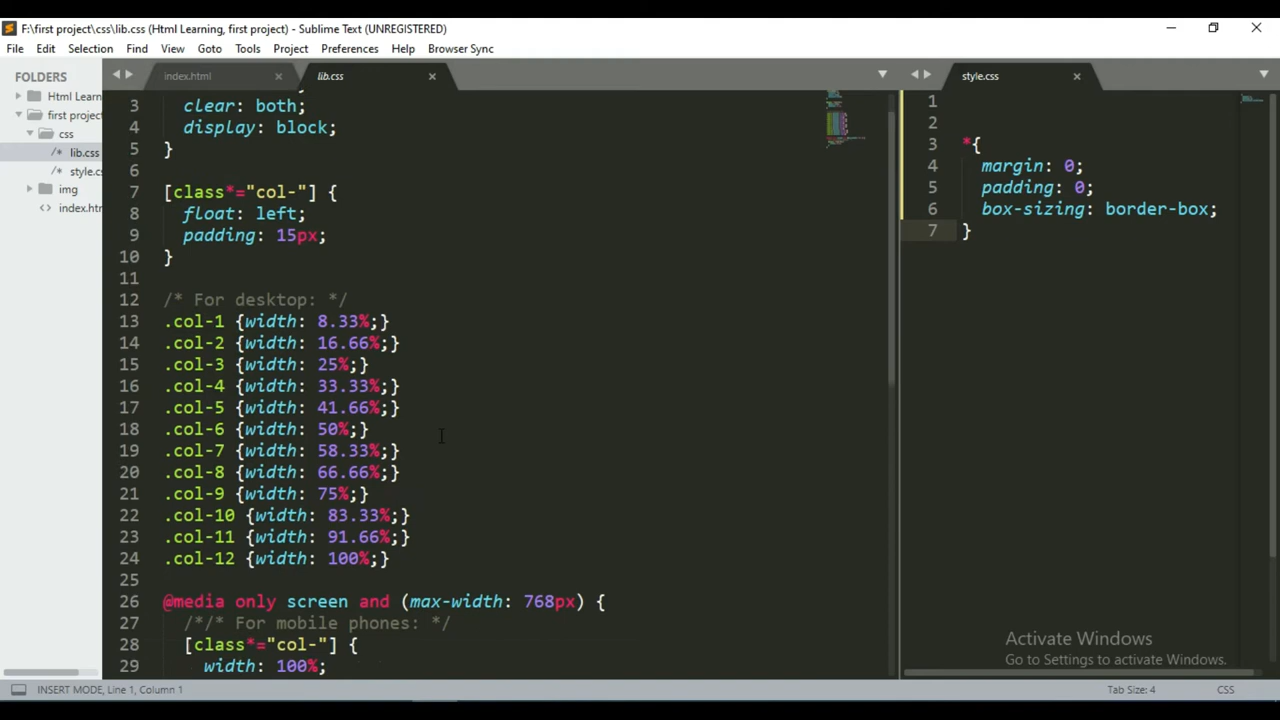 F:\first project\css\lib.css (Html Learning, first project) - Sublime Text (UNREGISTERED)
File Edit Selection Find View Goto Tools Project Preferences Help Browser Sync
FOLDERS
Html Learn
first project
css
/* lib.css
/* style.cs
img
<> index.htm
index.html
lib.css
3 clear: both;
4 display: block;
5 }
6
7 [class*="col-"] {
8 float: left;
9 padding: 15px;
10 }
11
12 /* For desktop: */
13 .col-1 {width: 8.33%;}
14 .col-2 {width: 16.66%;}
15 .col-3 {width: 25%;}
16 .col-4 {width: 33.33%;}
17 .col-5 {width: 41.66%;}
18 .col-6 {width: 50%;}
19 .col-7 {width: 58.33%;}
20 .col-8 {width: 66.66%;}
21 .col-9 {width: 75%;}
22 .col-10 {width: 83.33%;}
23 .col-11 {width: 91.66%;}
24 .col-12 {width: 100%;}
25
26 @media only screen and (max-width: 768px) {
27 /**/* For mobile phones: */
28 [class*="col-"] {
29 width: 100%;
style.css
1
2
3 *{
4 margin: 0;
5 padding: 0;
6 box-sizing: border-box;
7 }
Activate Windows
Go to Settings to activate Windows.
INSERT MODE, Line 1, Column 1
Tab Size: 4
CSS